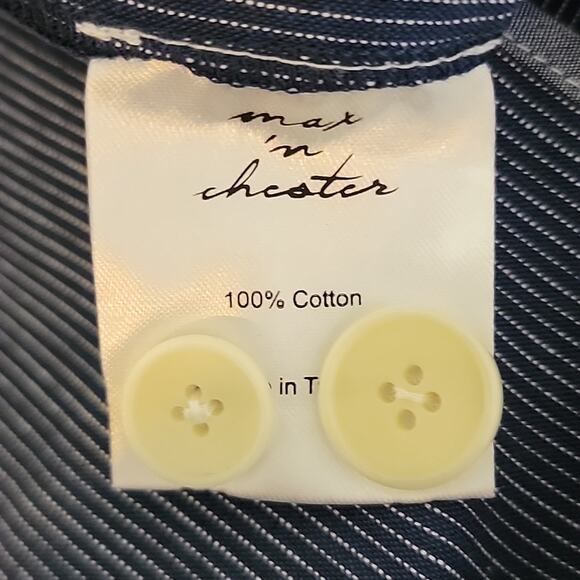 max
'n
chester
100% Cotton
in